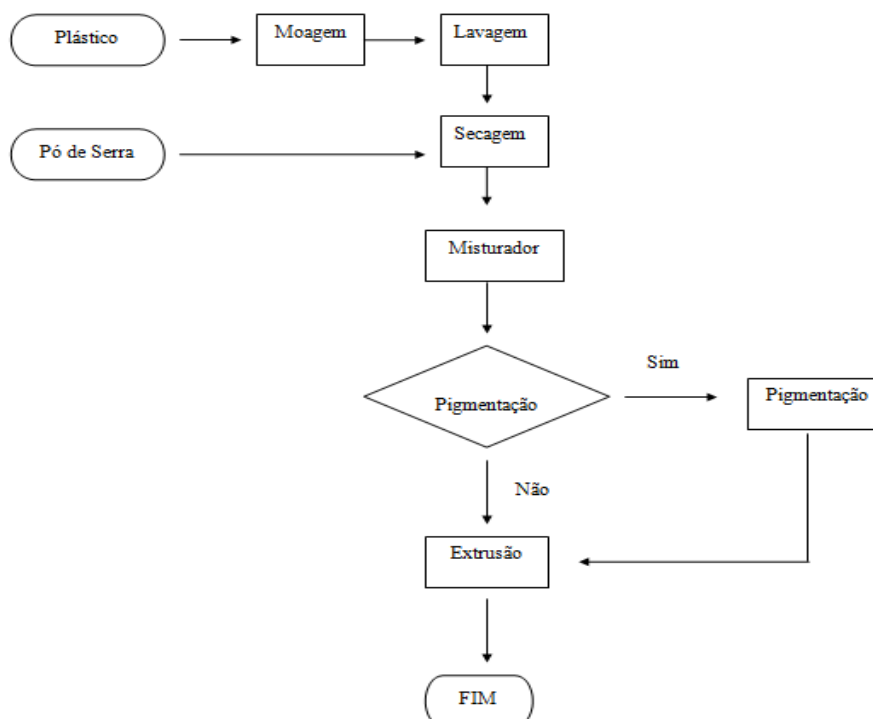 Plástico
Moagem
Lavagem
Pó de Serra
Secagem
Misturador
Pigmentação
Sim
Pigmentação
Não
Extrusão
FIM